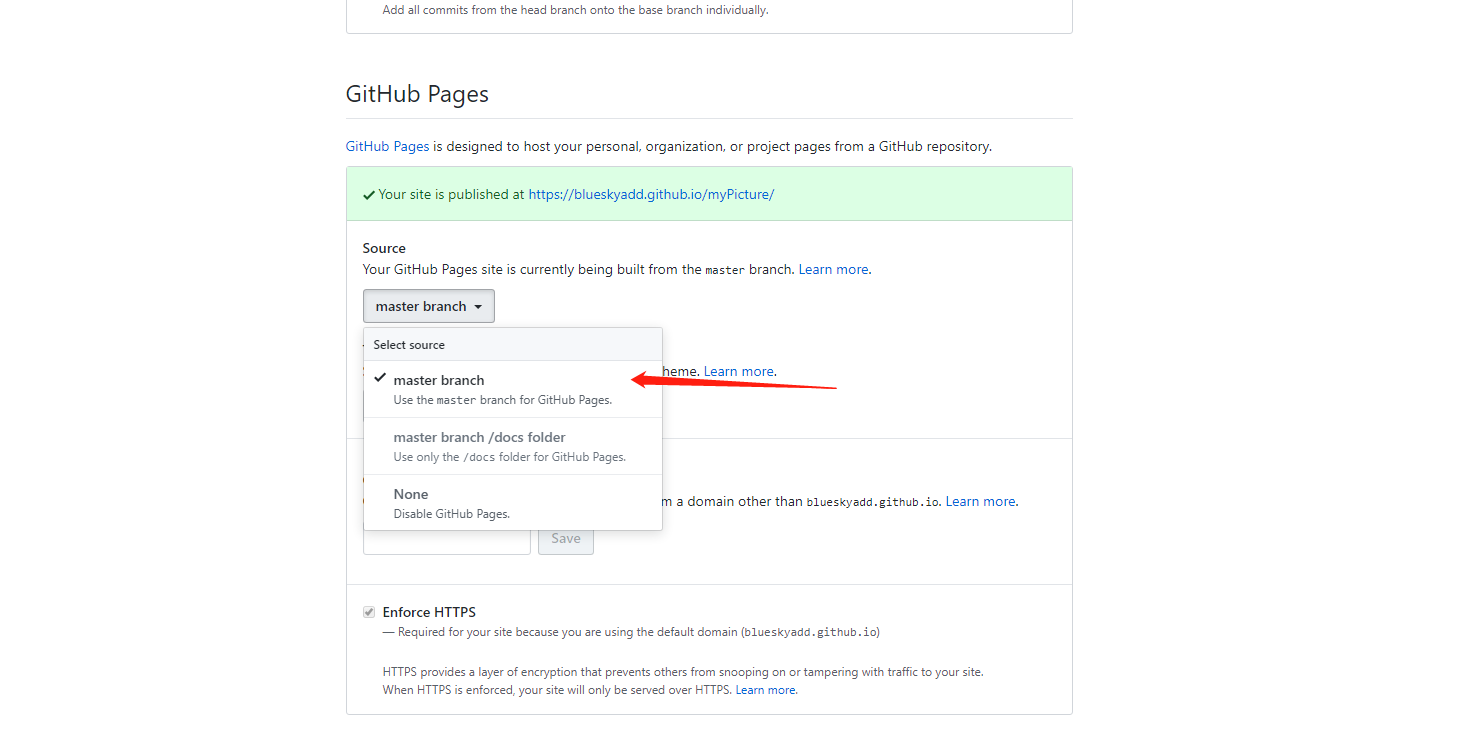 Add all commits from the head branch onto the base branch individually.
GitHub Pages
GitHub Pages is designed to host your personal, organization, or project pages from a GitHub repository.
Your site is published at https://blueskyadd.github.io/myPicture/
Source
Your GitHub Pages site is currently being built from the master branch. Learn more.
master branch
Select source
heme. Learn more.
master branch
Use the master branch for GitHub Pages.
master branch /docs folder
Use only the /docs folder for GitHub Pages.
None
m a domain other than blueskyadd.github.io. Learn more.
Disable GitHub Pages.
Save
Enforce HTTPS
— Required for your site because you are using the default domain (blueskyadd.github.io)
HTTPS provides a layer of encryption that prevents others from snooping on or tampering with traffic to your site.
When HTTPS is enforced, your site will only be served over HTTPS. Learn more.